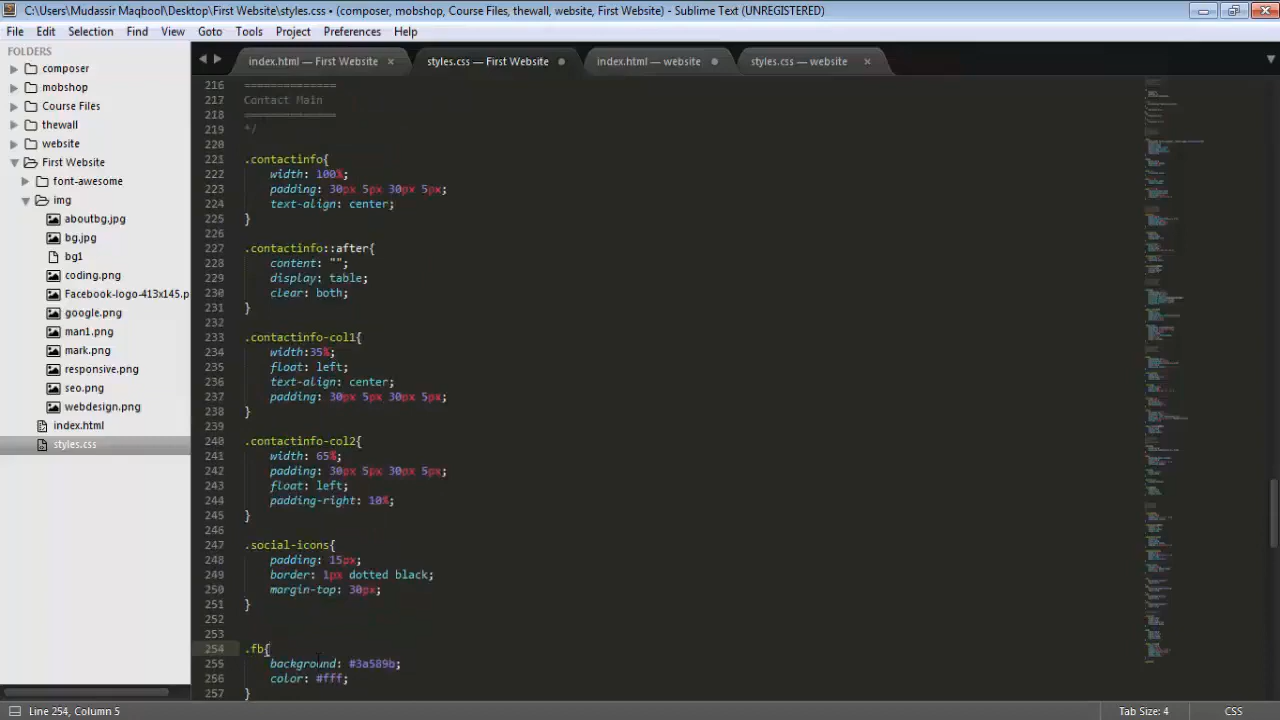 C:\Users\Mudassir Maqbool\Desktop\First Website\styles.css • (composer, mobshop, Course Files, thewall, website, First Website) - Sublime Text (UNREGISTERED)
File Edit Selection Find View Goto Tools Project Preferences Help
FOLDERS
composer
mobshop
Course Files
thewall
website
First Website
font-awesome
img
aboutbg.jpg
bg.jpg
bg1
coding.png
Facebook-logo-413x145.p
google.png
man1.png
mark.png
responsive.png
seo.png
webdesign.png
index.html
styles.css
index.html — First Website × styles.css — First Website index.html — website styles.css — website ×
216 ==============
217 Contact Main
218 ==============
219 */
220
221 .contactinfo{
222 width: 100%;
223 padding: 30px 5px 30px 5px;
224 text-align: center;
225 }
226
227 .contactinfo::after{
228 content: "";
229 display: table;
230 clear: both;
231 }
232
233 .contactinfo-col1{
234 width:35%;
235 float: left;
236 text-align: center;
237 padding: 30px 5px 30px 5px;
238 }
239
240 .contactinfo-col2{
241 width: 65%;
242 padding: 30px 5px 30px 5px;
243 float: left;
244 padding-right: 10%;
245 }
246
247 .social-icons{
248 padding: 15px;
249 border: 1px dotted black;
250 margin-top: 30px;
251 }
252
253
254 .fb{
255 background: #3a589b;
256 color: #fff;
257 }
Line 254, Column 5 Tab Size: 4 CSS